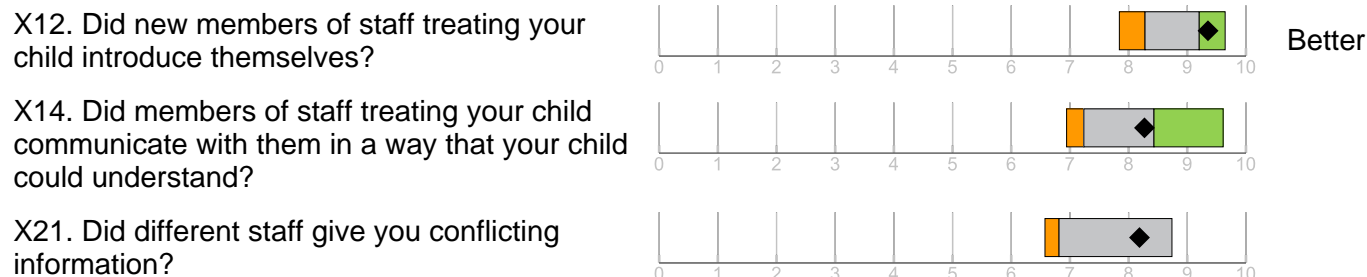 X12. Did new members of staff treating your
child introduce themselves?
0 1 2 3 4 5 6 7 8 9 10
Better
X14. Did members of staff treating your child
communicate with them in a way that your child
could understand?
0 1 2 3 4 5 6 7 8 9 10
X21. Did different staff give you conflicting
information?
0 1 2 3 4 5 6 7 8 9 10